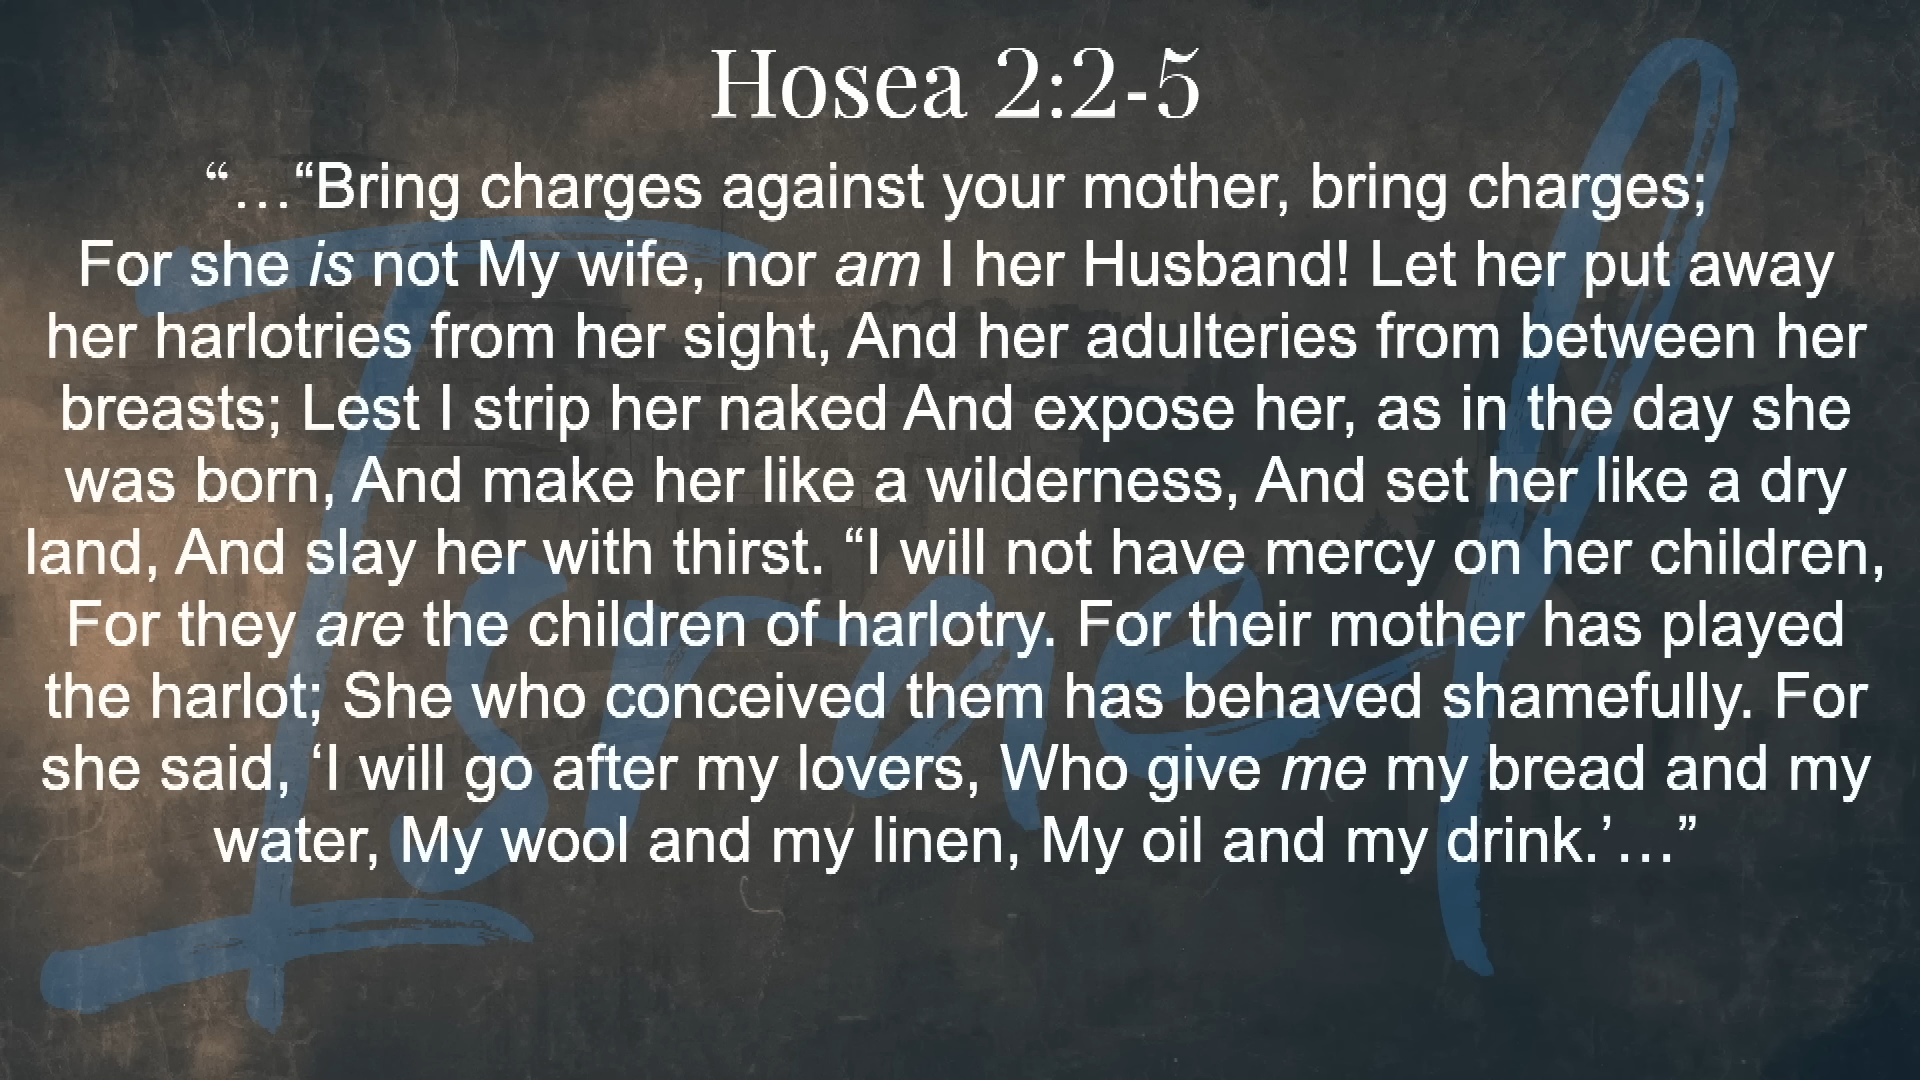 Hosea 2:2-5
“…“Bring charges against your mother, bring charges;
For she is not My wife, nor am I her Husband! Let her put away
her harlotries from her sight, And her adulteries from between her
breasts; Lest I strip her naked And expose her, as in the day she
was born, And make her like a wilderness, And set her like a dry
land, And slay her with thirst. “I will not have mercy on her children,
For they are the children of harlotry. For their mother has played
the harlot; She who conceived them has behaved shamefully. For
she said, ‘I will go after my lovers, Who give me my bread and my
water, My wool and my linen, My oil and my drink.’…”
Israel